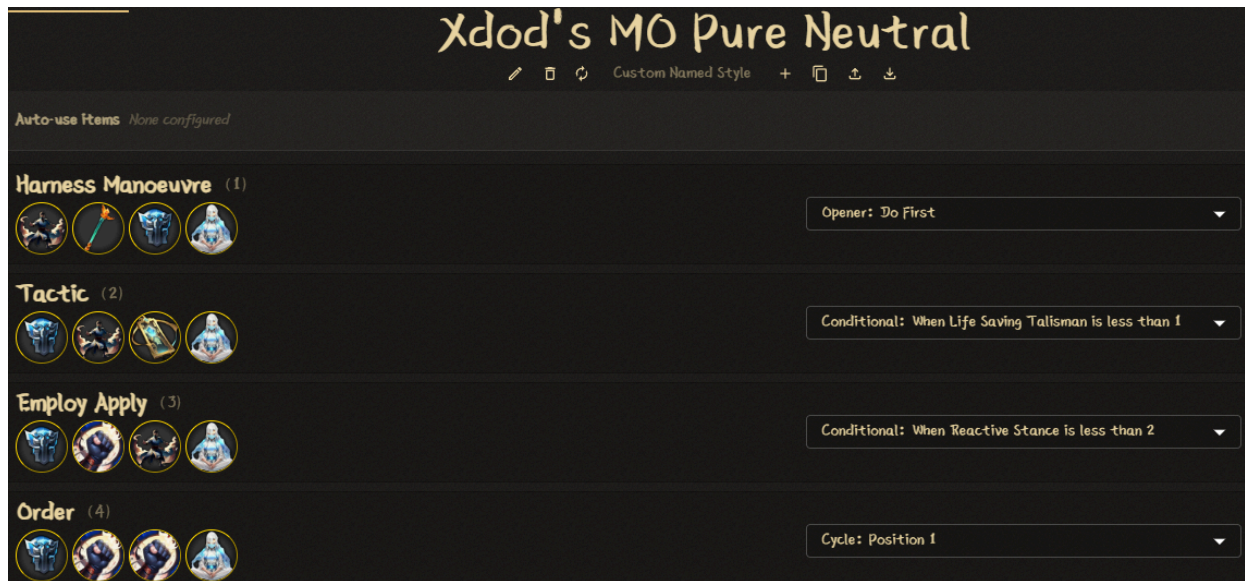 Xdod's MO Pure Neutral
Custom Named Style
Auto-use Items None configured
Harness Manoeuvre (1)
Opener: Do First
Tactic (2)
Conditional: When Life Saving Talisman is less than 1
Employ Apply (3)
Conditional: When Reactive Stance is less than 2
Order (4)
Cycle: Position 1